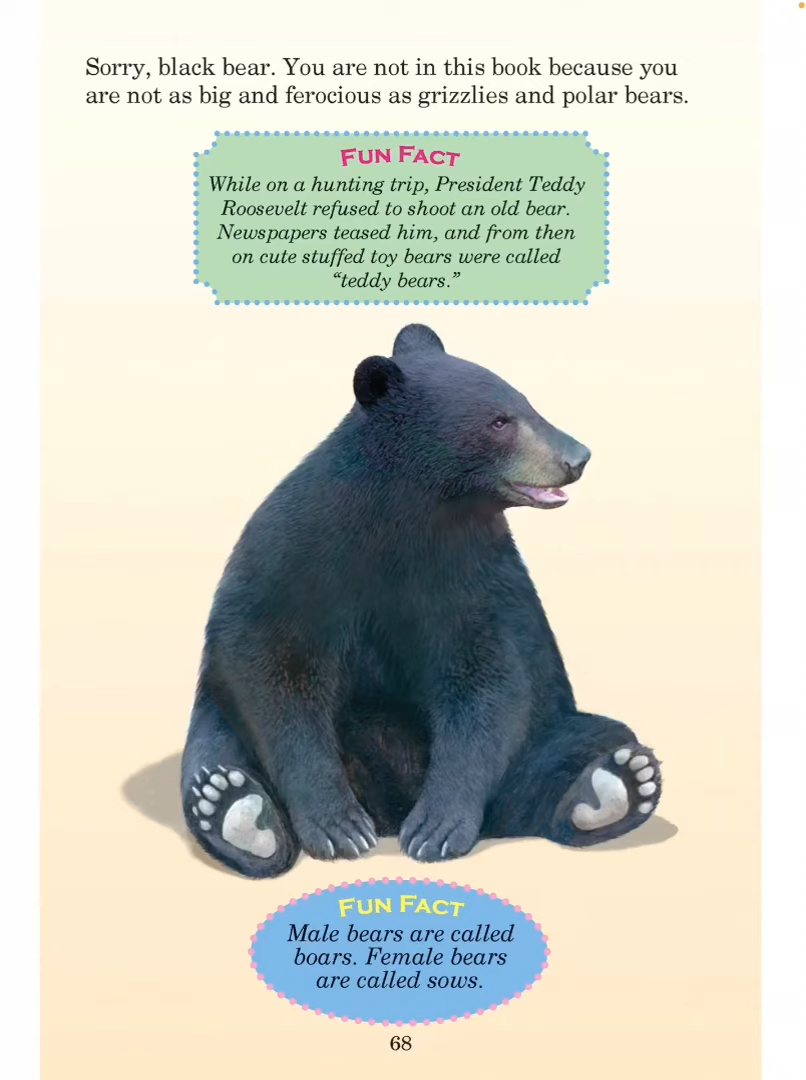 Sorry, black bear. You are not in this book because you
are not as big and ferocious as grizzlies and polar bears.
FUN FACT
While on a hunting trip, President Teddy
Roosevelt refused to shoot an old bear.
Newspapers teased him, and from then
on cute stuffed toy bears were called
“teddy bears.”
FUN FACT
Male bears are called
boars. Female bears
are called sows.
68